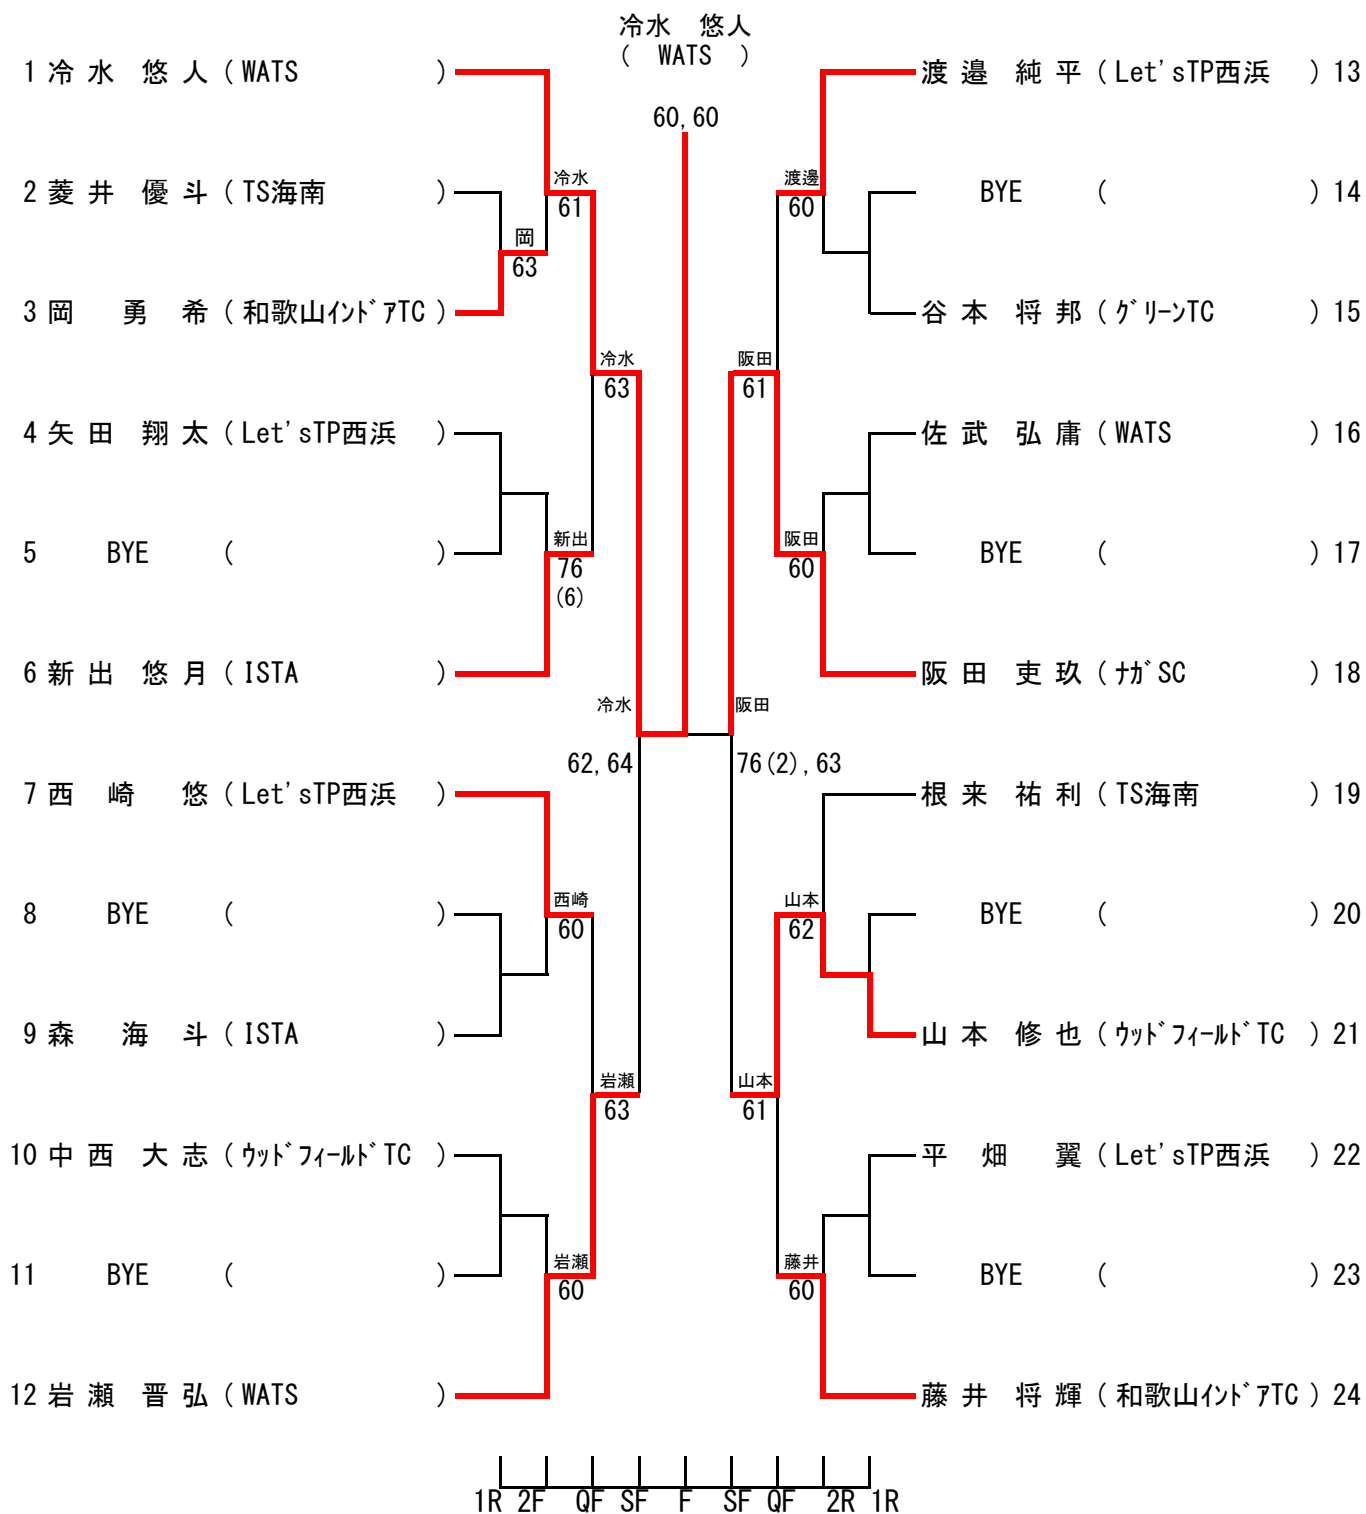 冷水 悠人
( WATS )
60,60
1 冷水 悠人 ( WATS )
2 菱井 優斗 ( TS海南 )
3 岡 勇希 ( 和歌山インドアTC )
4 矢田 翔太 ( Let'sTP西浜 )
5 BYE ( )
6 新出 悠月 ( ISTA )
7 西崎 悠 ( Let'sTP西浜 )
8 BYE ( )
9 森 海斗 ( ISTA )
10 中西 大志 ( ウッドフィールドTC )
11 BYE ( )
12 岩瀬 晋弘 ( WATS )
岡
63
冷水
61
新出
76
(6)
西崎
60
岩瀬
60
冷水
63
岩瀬
63
冷水
62,64
阪田
76(2),63
阪田
61
山本
61
渡邉
60
阪田
60
山本
62
藤井
60
渡邉 純平 ( Let'sTP西浜 ) 13
BYE ( ) 14
谷本 将邦 ( グリーンTC ) 15
佐武 弘庸 ( WATS ) 16
BYE ( ) 17
阪田 吏玖 ( ナガSC ) 18
根来 祐利 ( TS海南 ) 19
BYE ( ) 20
山本 修也 ( ウッドフィールドTC ) 21
平畑 翼 ( Let'sTP西浜 ) 22
BYE ( ) 23
藤井 将輝 ( 和歌山インドアTC ) 24
1R 2F QF SF F SF QF 2R 1R